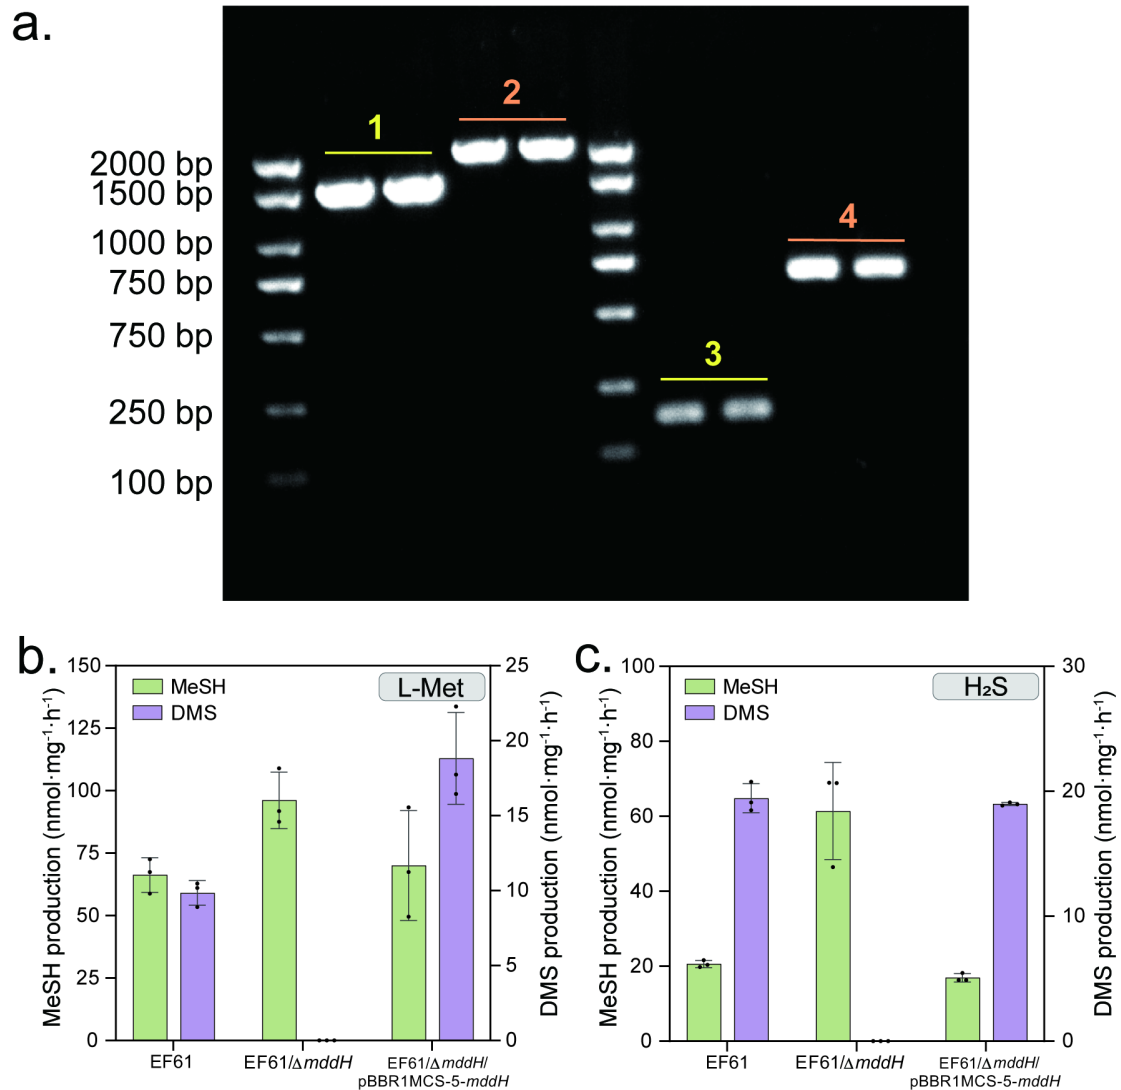 a.
1
2
3
4
2000 bp
1500 bp
1000 bp
750 bp
750 bp
250 bp
100 bp
b.
MeSH production (nmol·mg⁻¹·h⁻¹)
150
125
100
75
50
25
0
MeSH
DMS
L-Met
25
20
15
10
5
0
DMS production (nmol·mg⁻¹·h⁻¹)
EF61
EF61/ΔmddH
EF61/ΔmddH/
pBBR1MCS-5-mddH
c.
MeSH production (nmol·mg⁻¹·h⁻¹)
100
80
60
40
20
0
MeSH
DMS
H₂S
30
20
10
0
DMS production (nmol·mg⁻¹·h⁻¹)
EF61
EF61/ΔmddH
EF61/ΔmddH/
pBBR1MCS-5-mddH